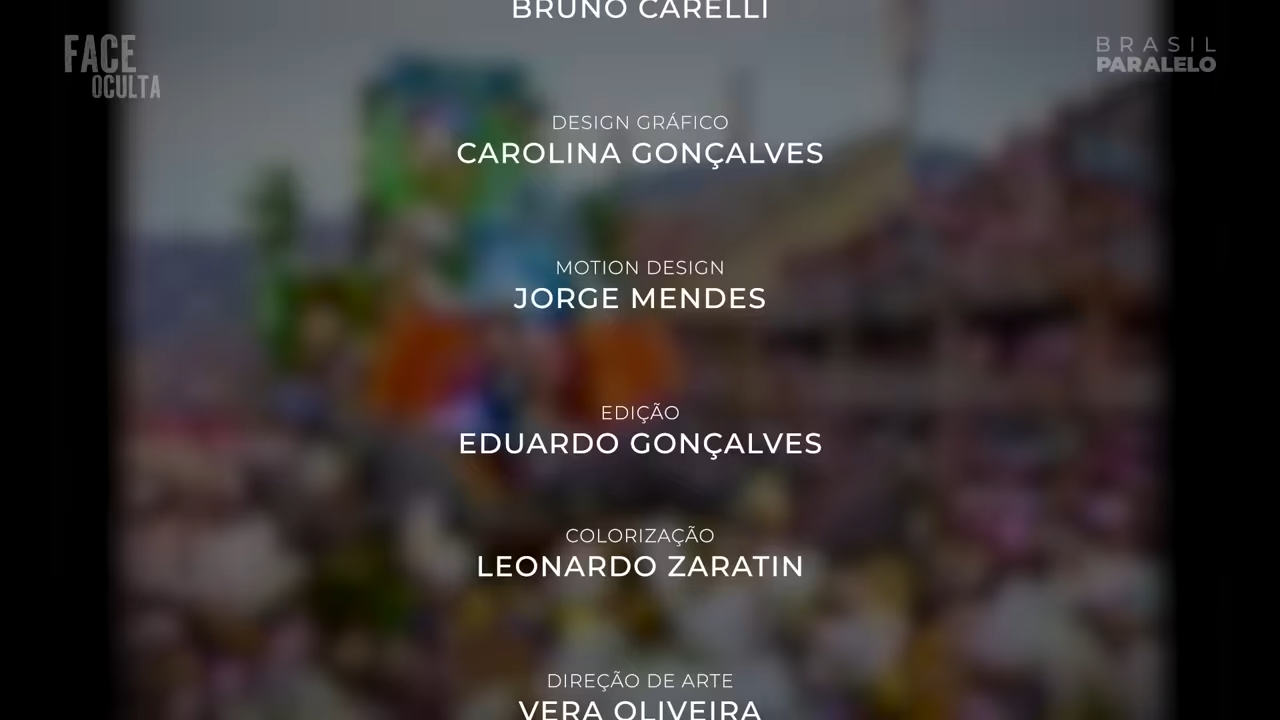 BRUNO CARELLI
FACE
OCULTA
BRASIL
PARALELO
DESIGN GRÁFICO
CAROLINA GONÇALVES
MOTION DESIGN
JORGE MENDES
EDIÇÃO
EDUARDO GONÇALVES
COLORIZAÇÃO
LEONARDO ZARATIN
DIREÇÃO DE ARTE
VERA OLIVEIRA